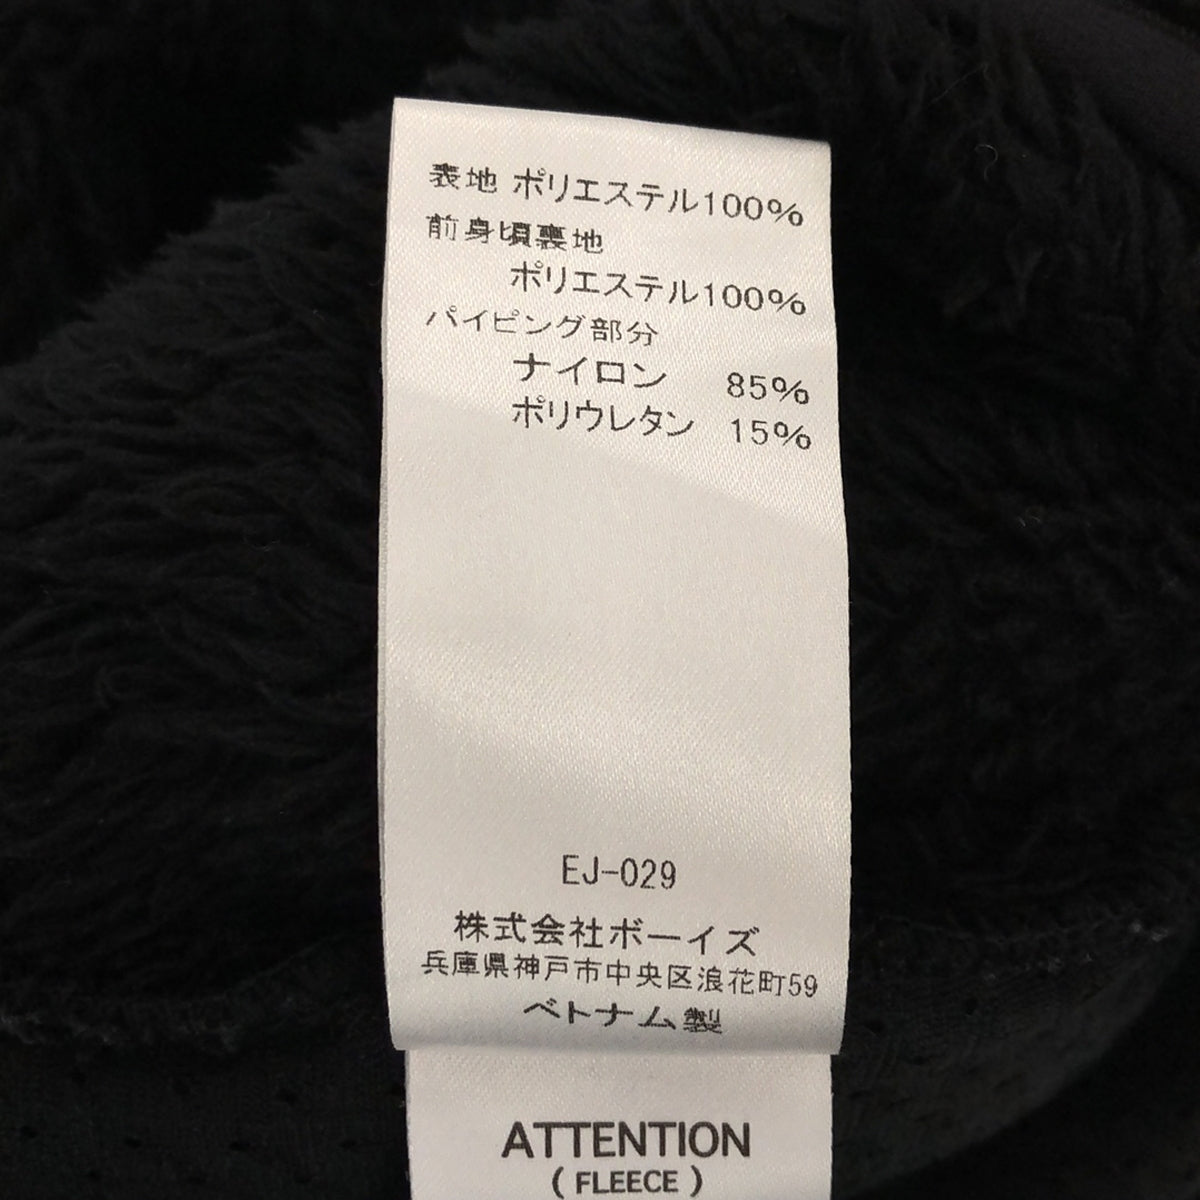 表地 ポリエステル100%
前身頃裏地
ポリエステル100%
パイピング部分
ナイロン 85%
ポリウレタン 15%
EJ-029
株式会社ボーイズ
兵庫県神戸市中央区浪花町59
ベトナム製
ATTENTION
( FLEECE )